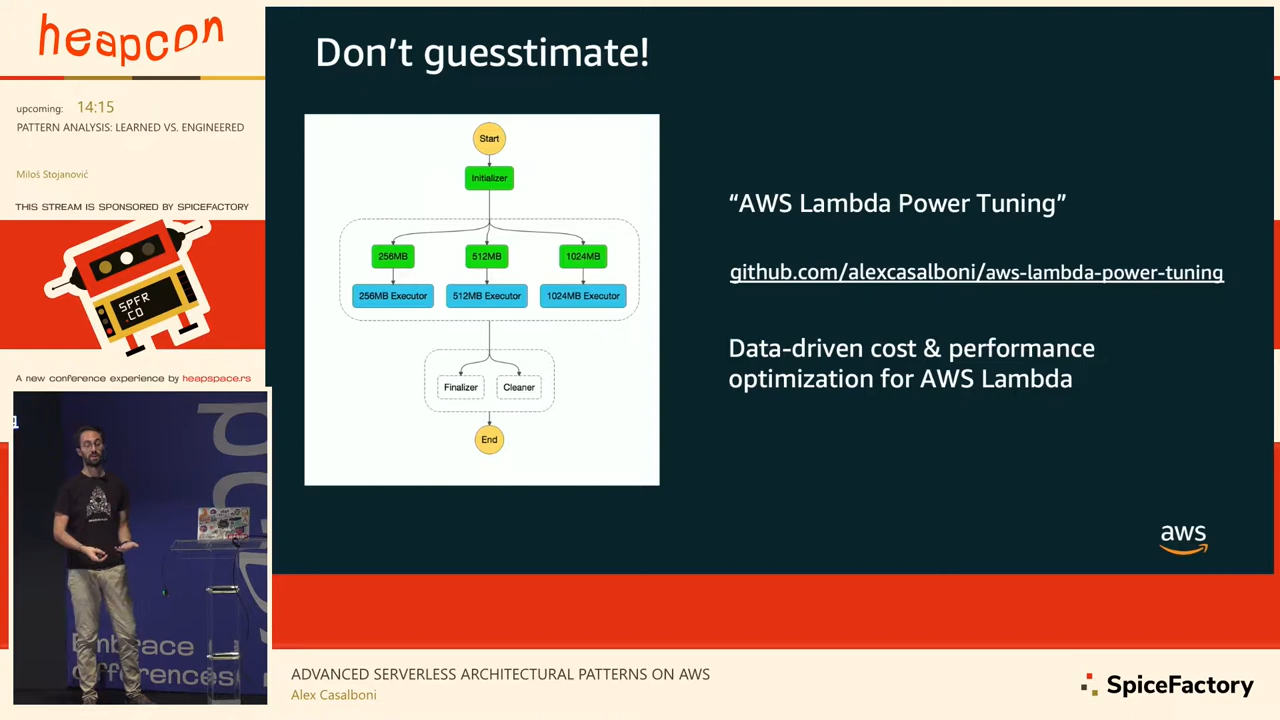 heapcon
upcoming: 14:15
PATTERN ANALYSIS: LEARNED VS. ENGINEERED
Miloš Stojanović
THIS STREAM IS SPONSORED BY SPICEFACTORY
SPFR
.CO
A new conference experience by heapspace.rs
Don't guesstimate!
Start
Initializer
256MB 512MB 1024MB
256MB Executor 512MB Executor 1024MB Executor
Finalizer Cleaner
End
“AWS Lambda Power Tuning”
github.com/alexcasalboni/aws-lambda-power-tuning
Data-driven cost & performance
optimization for AWS Lambda
aws
Embrace
differences
ADVANCED SERVERLESS ARCHITECTURAL PATTERNS ON AWS
Alex Casalboni
SpiceFactory